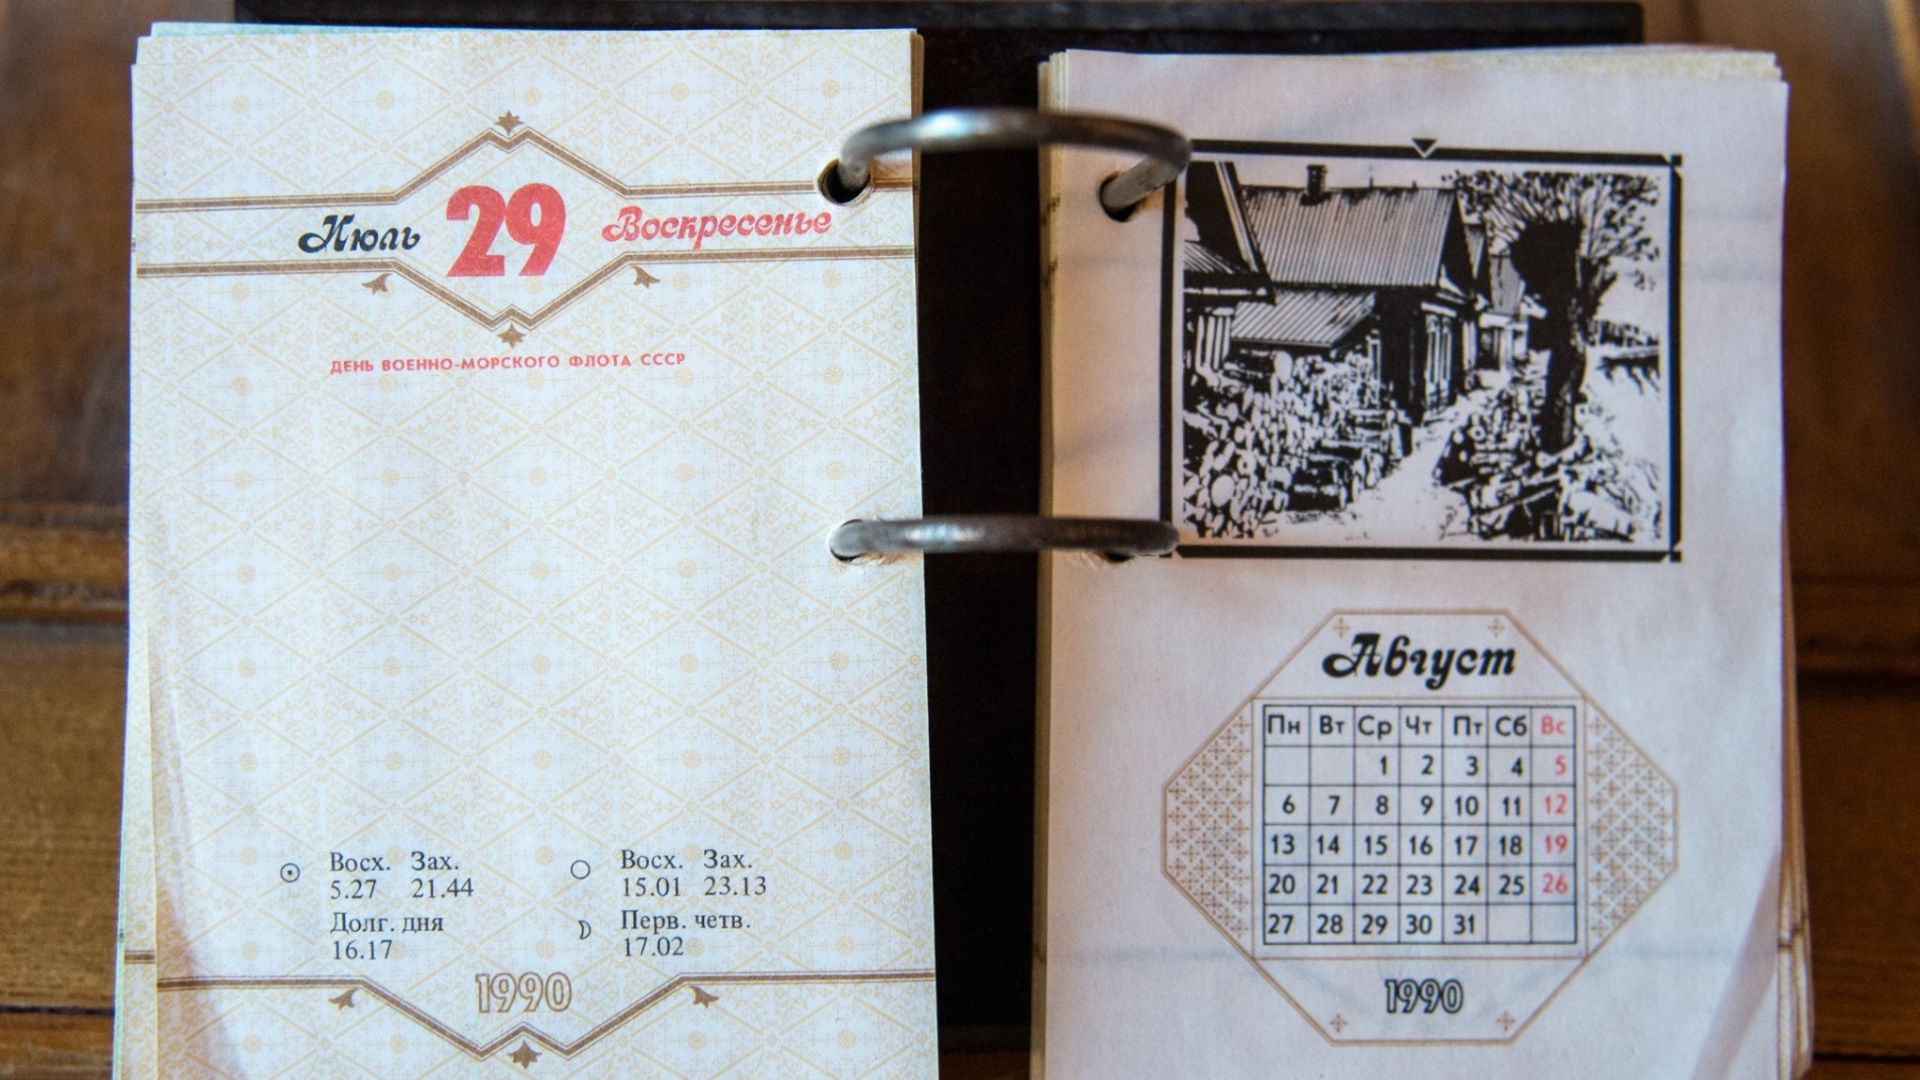 Июль 29 Воскресенье
ДЕНЬ ВОЕННО-МОРСКОГО ФЛОТА СССР
Восх. Зах.
5.27 21.44
Долг. дня
16.17
Восх. Зах.
15.01 23.13
Перв. четв.
17.02
1990
Август
Пн Вт Ср Чт Пт Сб Вс
1 2 3 4 5
6 7 8 9 10 11 12
13 14 15 16 17 18 19
20 21 22 23 24 25 26
27 28 29 30 31
1990